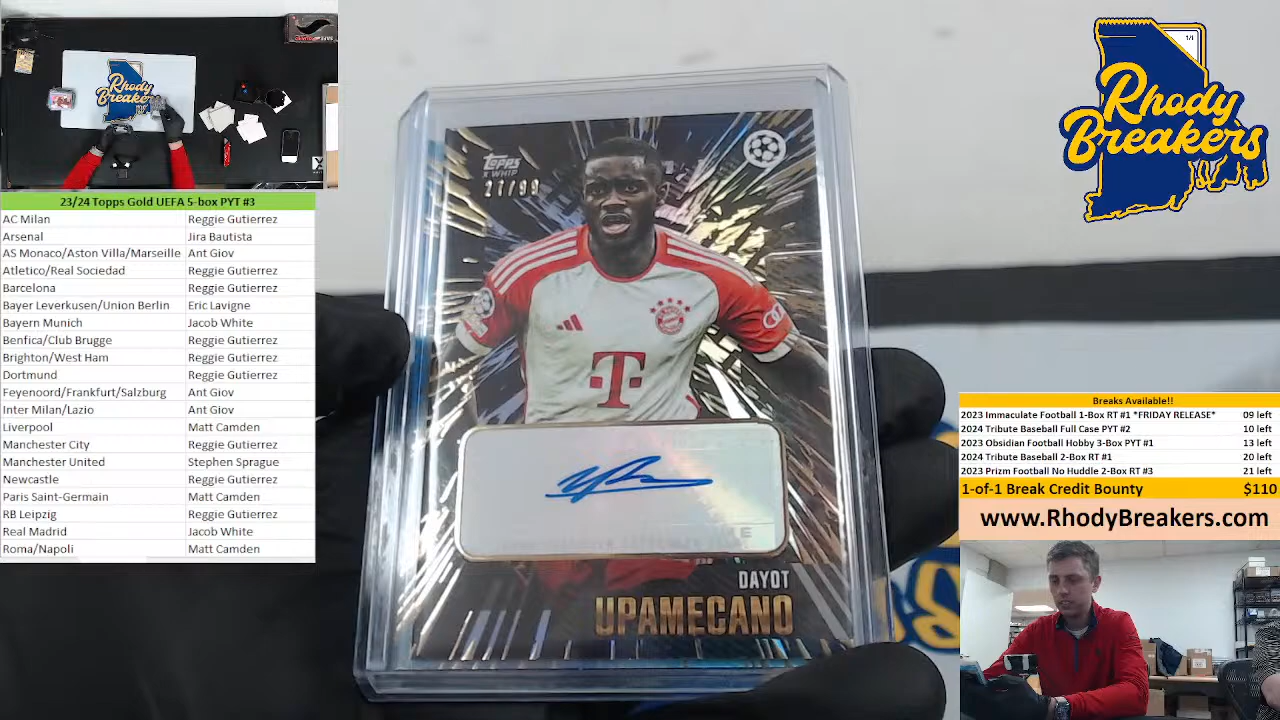 Rhody
Breakers
23/24 Topps Gold UEFA 5-box PYT #3
AC Milan Reggie Gutierrez
Arsenal Jira Bautista
AS Monaco/Aston Villa/Marseille Ant Giov
Atletico/Real Sociedad Reggie Gutierrez
Barcelona Reggie Gutierrez
Bayer Leverkusen/Union Berlin Eric Lavigne
Bayern Munich Jacob White
Benfica/Club Brugge Reggie Gutierrez
Brighton/West Ham Reggie Gutierrez
Dortmund Reggie Gutierrez
Feyenoord/Frankfurt/Salzburg Ant Giov
Inter Milan/Lazio Ant Giov
Liverpool Matt Camden
Manchester City Reggie Gutierrez
Manchester United Stephen Sprague
Newcastle Reggie Gutierrez
Paris Saint-Germain Matt Camden
RB Leipzig Reggie Gutierrez
Real Madrid Jacob White
Roma/Napoli Matt Camden
TOPPS
X WHIP
27/99
T
DAYOT
UPAMECANO
1/1
Rhody
Breakers
Breaks Available!!
2023 Immaculate Football 1-Box RT #1 *FRIDAY RELEASE* 09 left
2024 Tribute Baseball Full Case PYT #2 10 left
2023 Obsidian Football Hobby 3-Box PYT #1 13 left
2024 Tribute Baseball 2-Box RT #1 20 left
2023 Prizm Football No Huddle 2-Box RT #3 21 left
1-of-1 Break Credit Bounty $110
www.RhodyBreakers.com